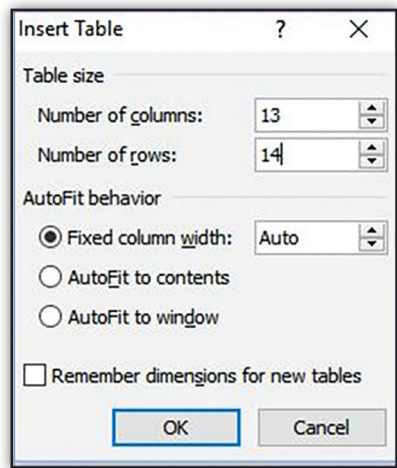 Insert Table ?
Table size
Number of columns: 13
Number of rows: 14
AutoFit behavior
Fixed column width: Auto
AutoFit to contents
AutoFit to window
Remember dimensions for new tables
OK Cancel